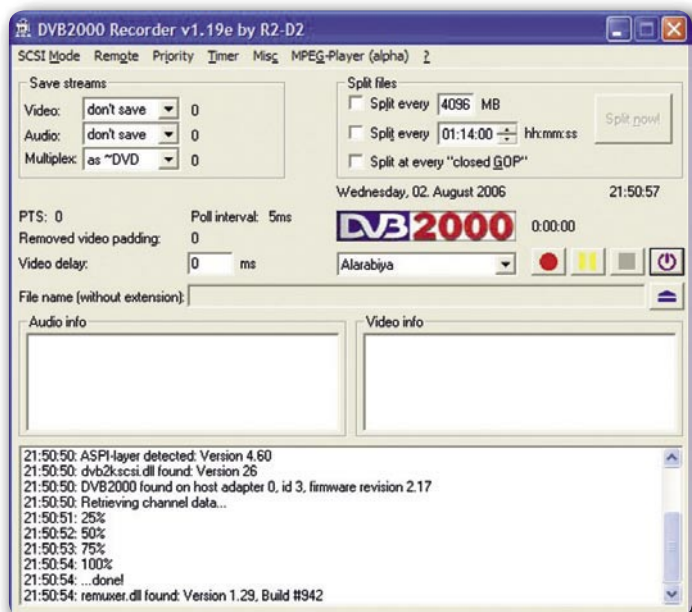 DVB2000 Recorder v1.19e by R2-D2
SCSI Mode Remote Priority Timer Misc MPEG-Player (alpha) ?
Save streams
Video: don't save 0
Audio: don't save 0
Multiplex: as ~DVD 0
Split files
Split every 4096 MB
Split every 01:14:00 hh:mm:ss
Split at every "closed GOP"
Split now!
Wednesday, 02. August 2006 21:50:57
PTS: 0 Poll interval: 5ms
Removed video padding: 0
Video delay: 0 ms
DVB2000 0:00:00
Alarabiya
File name (without extension):
Audio info
Video info
21:50:50: ASPI-layer detected: Version 4.60
21:50:50: dvb2kscsi.dll found: Version 26
21:50:50: DVB2000 found on host adapter 0, id 3, firmware revision 2.17
21:50:50: Retrieving channel data...
21:50:51: 25%
21:50:52: 50%
21:50:53: 75%
21:50:54: 100%
21:50:54: ...done!
21:50:54: remuxer.dll found: Version 1.29, Build #942